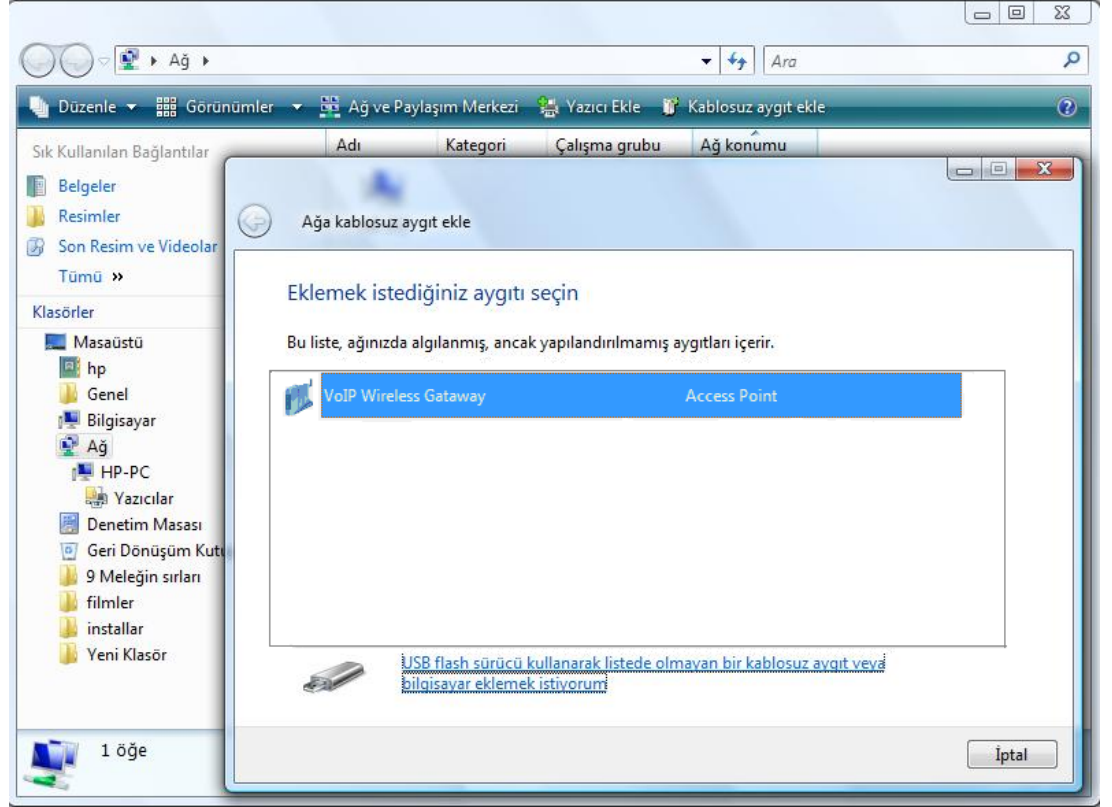 Ağ
Ara
Düzenle Görünümler Ağ ve Paylaşım Merkezi Yazıcı Ekle Kablosuz aygıt ekle
Sık Kullanılan Bağlantılar
Belgeler
Resimler
Son Resim ve Videolar
Tümü »
Klasörler
Masaüstü
hp
Genel
Bilgisayar
Ağ
HP-PC
Yazıcılar
Denetim Masası
Geri Dönüşüm Kutu
9 Meleğin sırları
filmler
installar
Yeni Klasör
1 öğe
Adı Kategori Çalışma grubu Ağ konumu
Ağa kablosuz aygıt ekle
Eklemek istediğiniz aygıtı seçin
Bu liste, ağınızda algılanmış, ancak yapılandırılmamış aygıtları içerir.
VoIP Wireless Gataway Access Point
USB flash sürücü kullanarak listede olmayan bir kablosuz aygıt veya
bilgisayar eklemek istiyorum
İptal